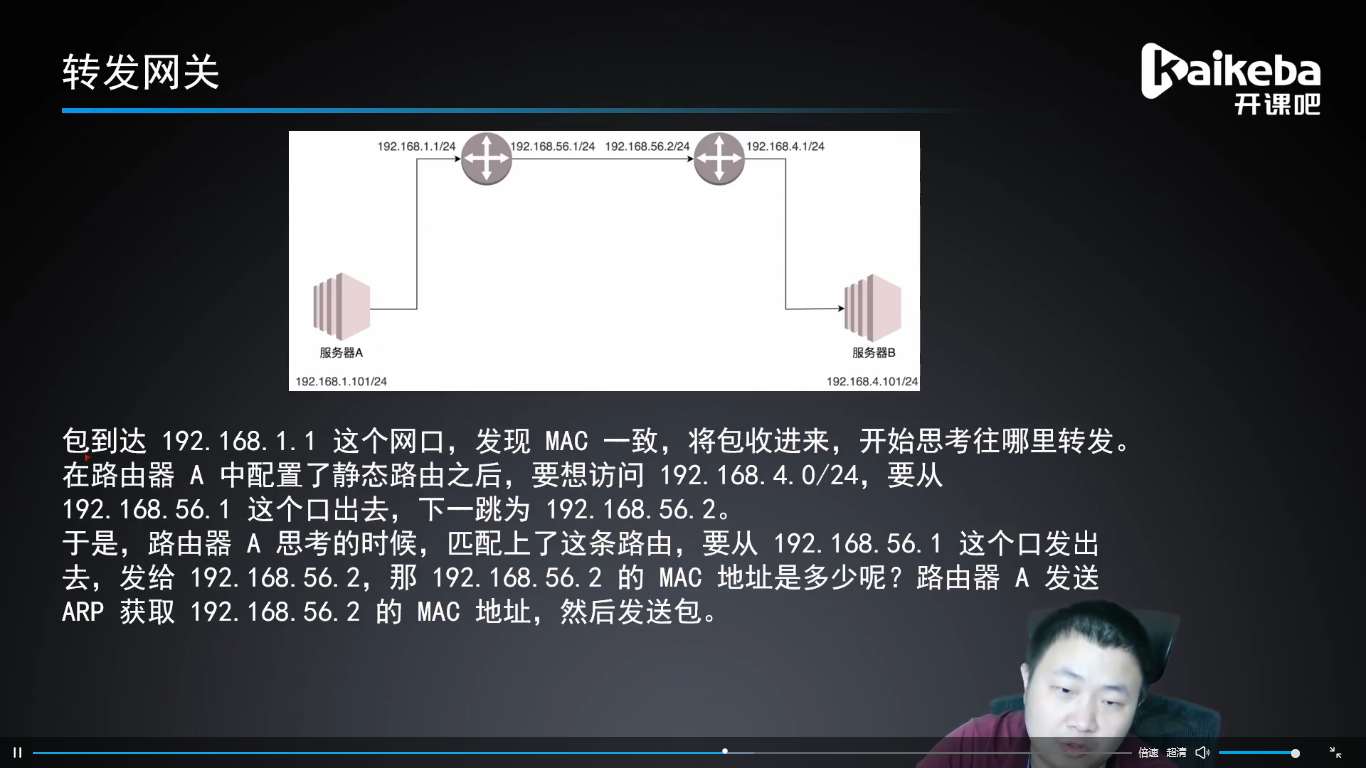 转发网关
Kaikeba
开课吧
192.168.1.1/24
192.168.56.1/24
192.168.56.2/24
192.168.4.1/24
服务器A
服务器B
192.168.1.101/24
192.168.4.101/24
包到达 192.168.1.1 这个网口，发现 MAC 一致，将包收进来，开始思考往哪里转发。
在路由器 A 中配置了静态路由之后，要想访问 192.168.4.0/24，要从
192.168.56.1 这个口出去，下一跳为 192.168.56.2。
于是，路由器 A 思考的时候，匹配上了这条路由，要从 192.168.56.1 这个口发出
去，发给 192.168.56.2，那 192.168.56.2 的 MAC 地址是多少呢？路由器 A 发送
ARP 获取 192.168.56.2 的 MAC 地址，然后发送包。
倍速 超清